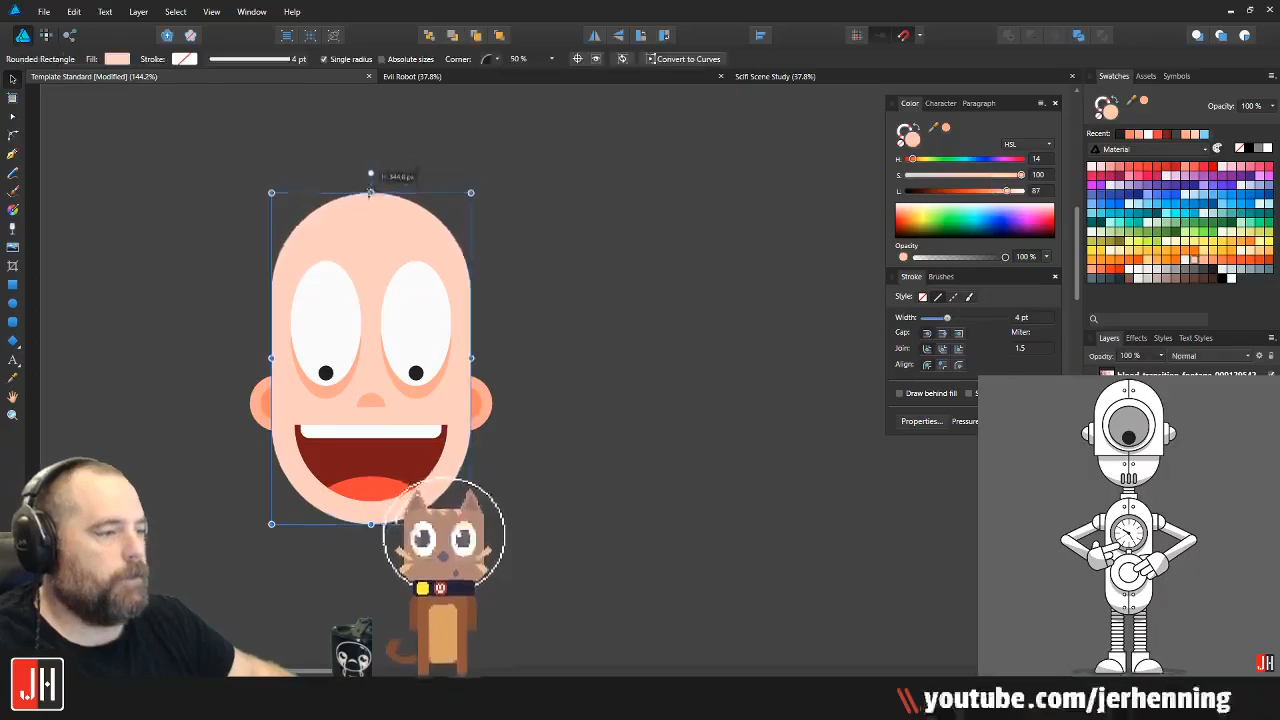 File Edit Text Layer Select View Window Help
Rounded Rectangle Fill: 4 pt Single radius Absolute sizes Corner: 50 % Convert to Curves
Template Standard [Modified] (144.2%) Evil Robot (37.8%) Scifi Scene Study (37.8%)
Swatches Assets Symbols
Opacity: 100 %
Recent:
Material
Color Character Paragraph
HSL
H: 14
S: 100
L: 87
Opacity
100 %
Stroke Brushes
Style:
Width: 4 pt
Cap: Miter:
Join: 1.5
Align:
Draw behind fill
Properties... Pressure
Layers Effects Styles Text Styles
Opacity: 100 % Normal
JH
JH
\\ youtube.com/jerhenning